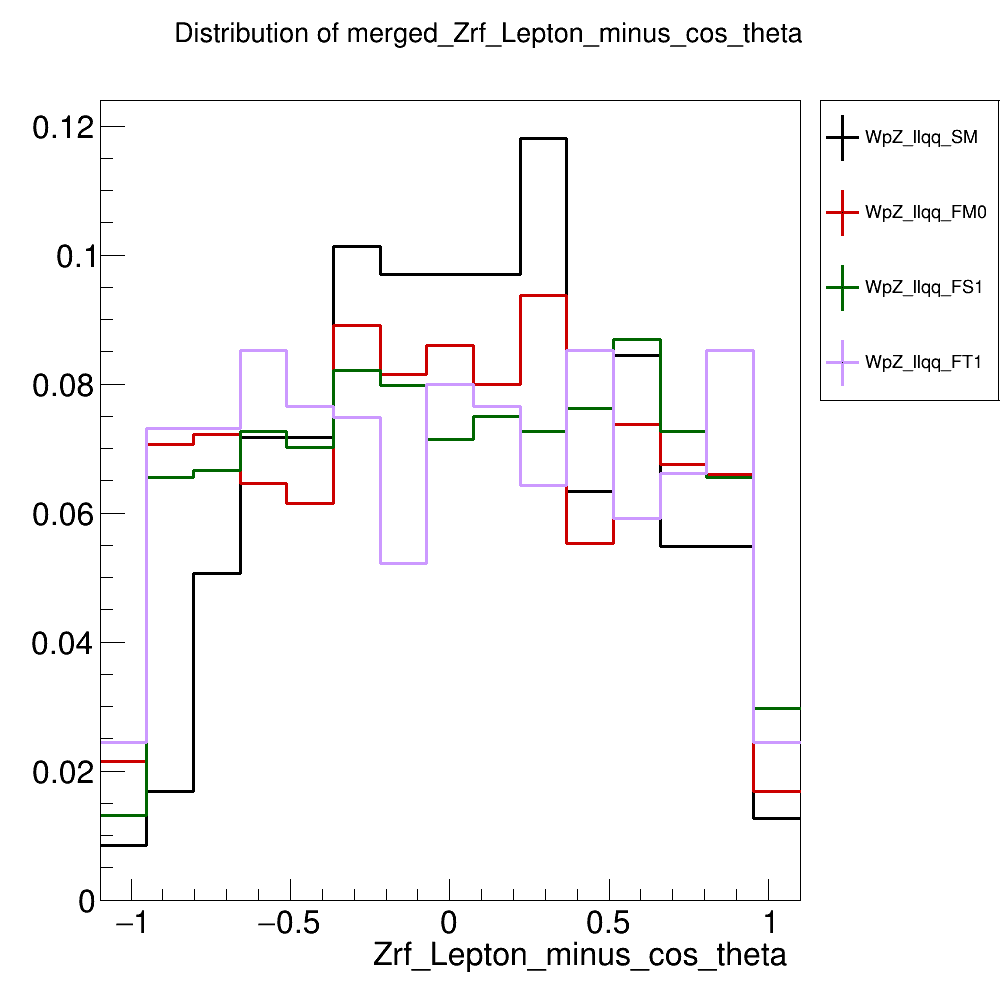 Distribution of merged_Zrf_Lepton_minus_cos_theta
0.12
0.1
0.08
0.06
0.04
0.02
0
−1
−0.5
0
0.5
1
Zrf_Lepton_minus_cos_theta
WpZ_llqq_SM
WpZ_llqq_FM0
WpZ_llqq_FS1
WpZ_llqq_FT1